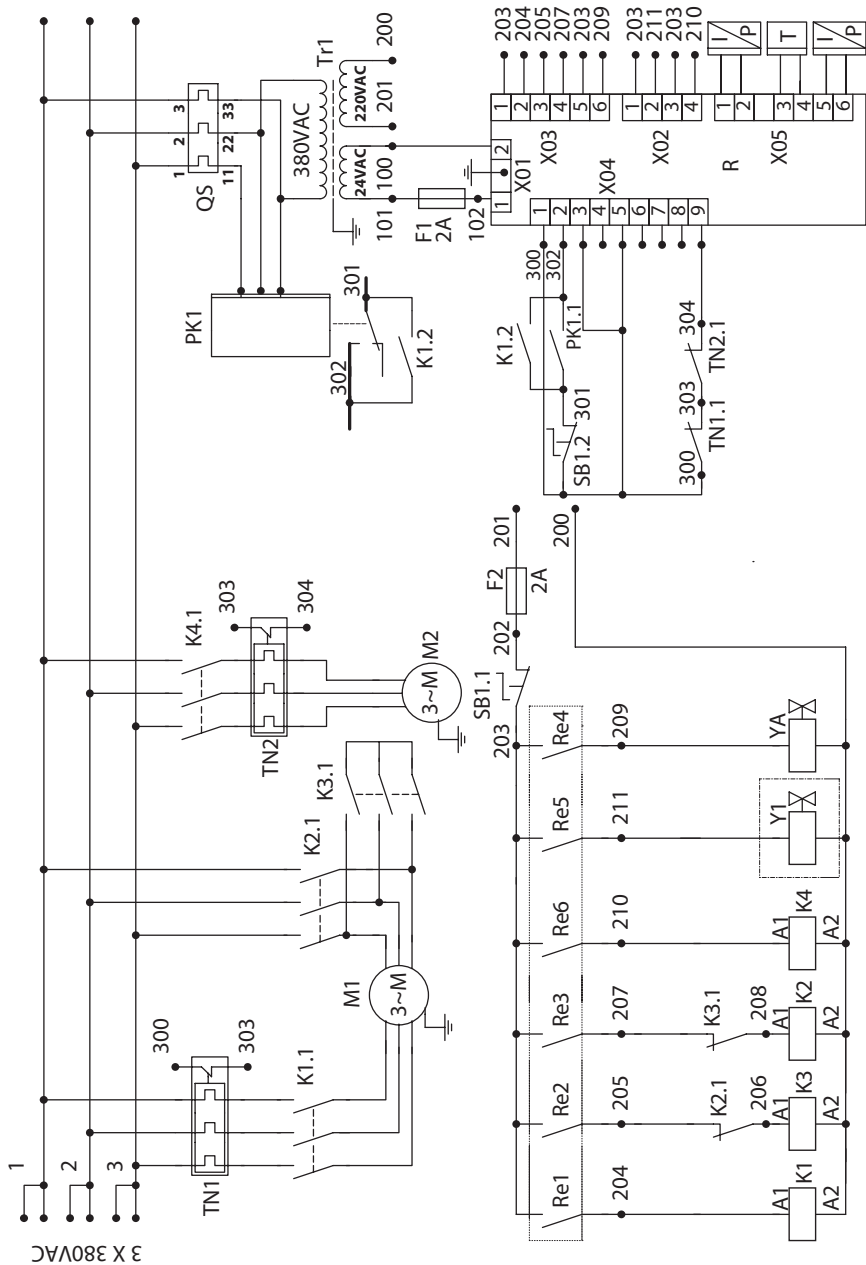 3 X 380VAC
1
2
3
TN1
300
303
K1.1
M1
3~M
K2.1
K3.1
TN2
303
304
K4.1
3~M
M2
PK1
302
301
K1.2
QS
1 2 3
11 22 33
Tr1
380VAC
24VAC
220VAC
101
100
201
200
F1
2A
102
Re1
Re2
Re3
Re6
Re5
Re4
203
SB1.1
202
F2
2A
201
200
204
205
207
210
211
209
K2.1
K3.1
206
208
A1
K1
A2
A1
K3
A2
A1
K2
A2
A1
K4
A2
Y1
YA
SB1.2
301
K1.2
PK1.1
300
302
300
TN1.1
303
TN2.1
304
X01
1
2
X04
1
2
3
4
5
6
7
8
9
R
X03
1 203
2 204
3 205
4 207
5 203
6 209
X02
1 203
2 211
3 203
4 210
X05
1
2
3
4
5
6
I/P
T
I/P